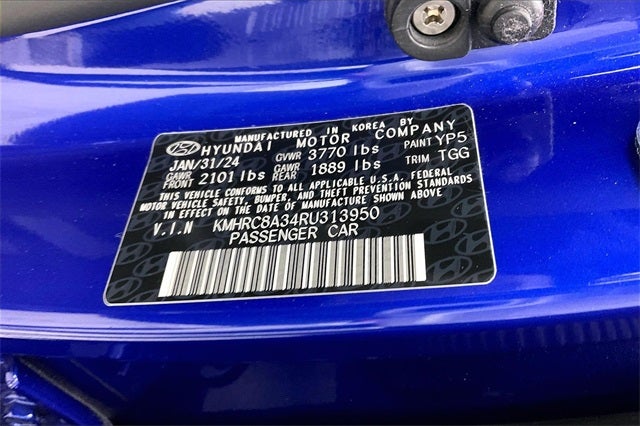 MANUFACTURED IN KOREA BY
HYUNDAI MOTOR COMPANY
JAN/31/24 GVWR 3770 lbs PAINT YP5
GAWR FRONT 2101 lbs GAWR REAR 1889 lbs TRIM TGG
THIS VEHICLE CONFORMS TO ALL APPLICABLE U.S.A. FEDERAL
MOTOR VEHICLE SAFETY, BUMPER, AND THEFT PREVENTION STANDARDS
IN EFFECT ON THE DATE OF MANUFACTURE SHOWN ABOVE.
V.I.N KMHRC8A34RU313950
PASSENGER CAR